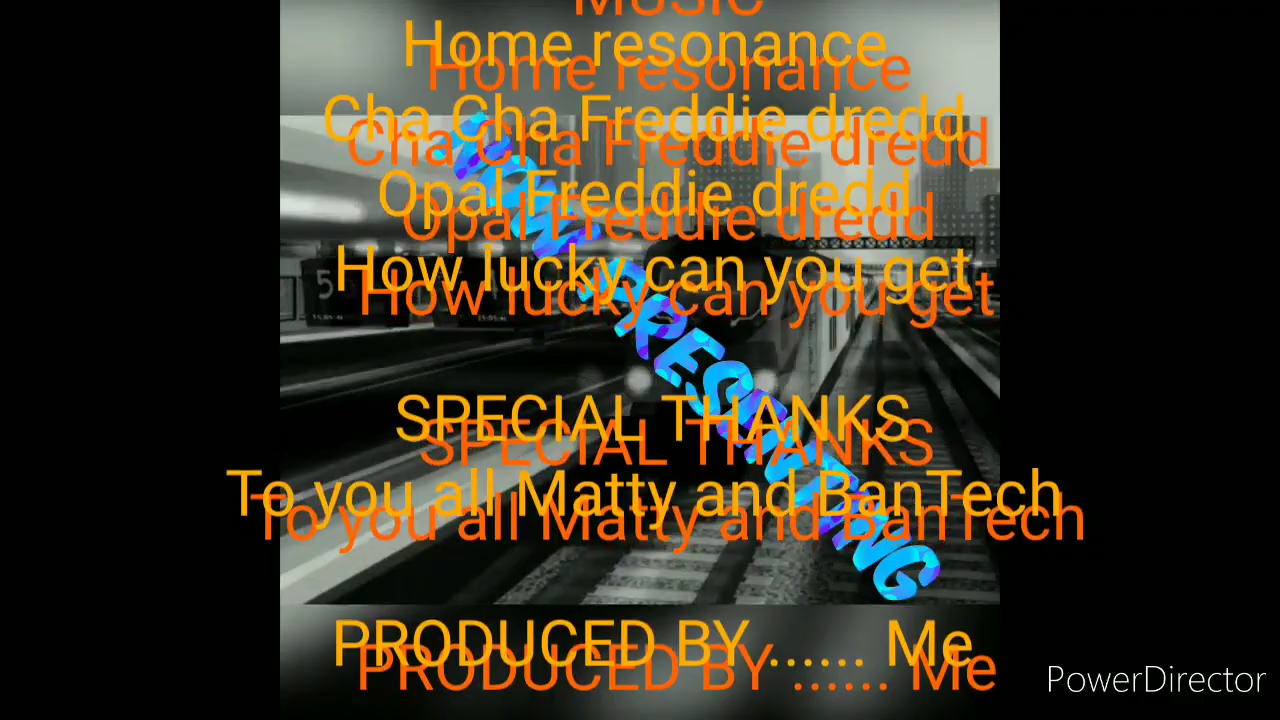 MUSIC
Home resonance
Cha Cha Freddie dredd
Opal Freddie dredd
How lucky can you get
SPECIAL THANKS
To you all Matty and BanTech
PRODUCED BY ...... Me
PowerDirector